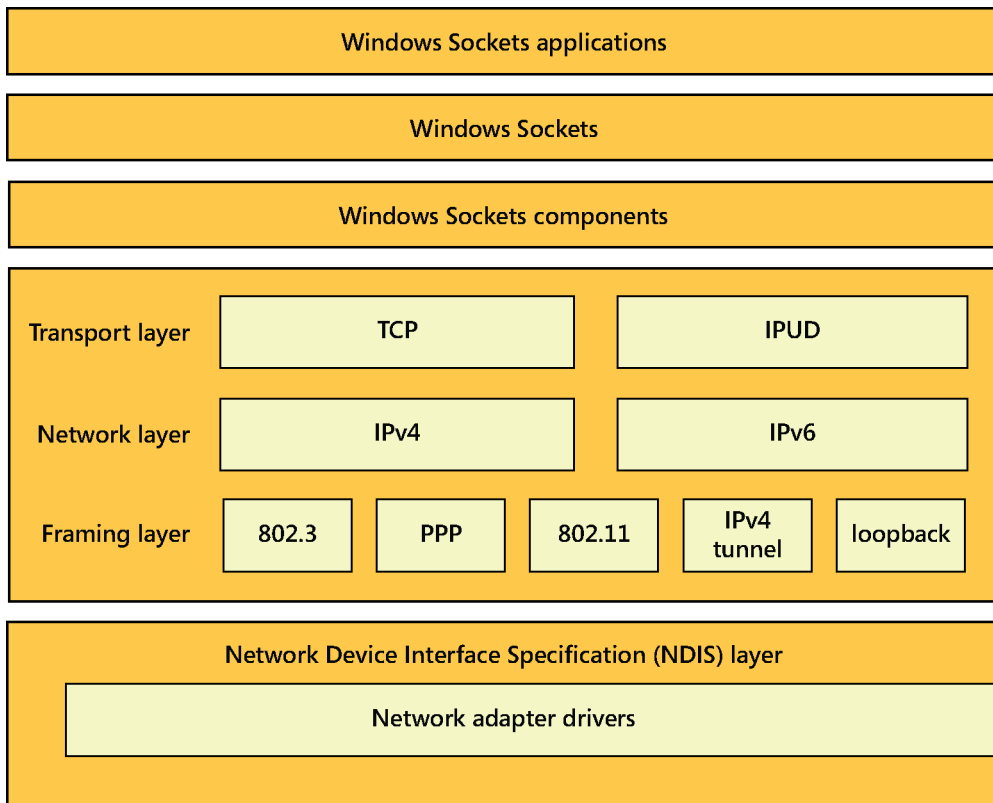 Windows Sockets applications
Windows Sockets
Windows Sockets components
Transport layer
TCP
IPUD
Network layer
IPv4
IPv6
Framing layer
802.3
PPP
802.11
IPv4
tunnel
loopback
Network Device Interface Specification (NDIS) layer
Network adapter drivers